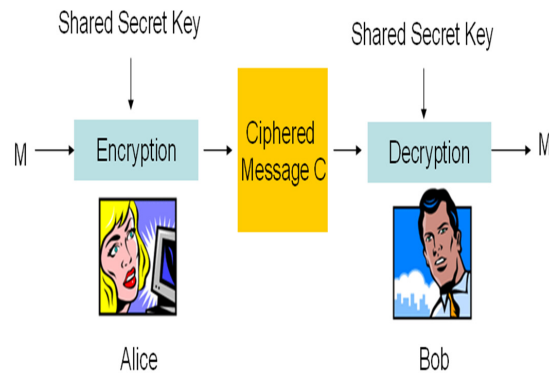 Shared Secret Key
Shared Secret Key
M
Encryption
Ciphered
Message C
Decryption
M
Alice
Bob